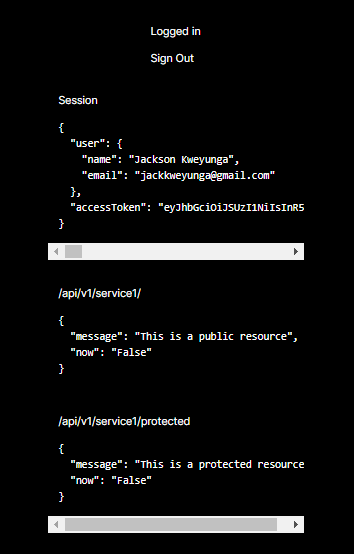 Logged in
Sign Out
Session
{
  "user": {
    "name": "Jackson Kweyunga",
    "email": "jackkweyunga@gmail.com"
  },
  "accessToken": "eyJhbGciOiJSUzI1NiIsInR5
}
/api/v1/service1/
{
  "message": "This is a public resource",
  "now": "False"
}
/api/v1/service1/protected
{
  "message": "This is a protected resource
  "now": "False"
}